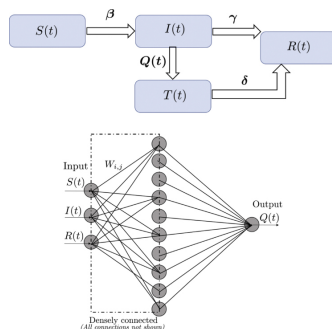 β
γ
S(t)
I(t)
R(t)
Q(t)
T(t)
δ
Input
W_{i,j}
S(t)
I(t)
R(t)
Output
Q(t)
Densely connected
(All connections not shown)